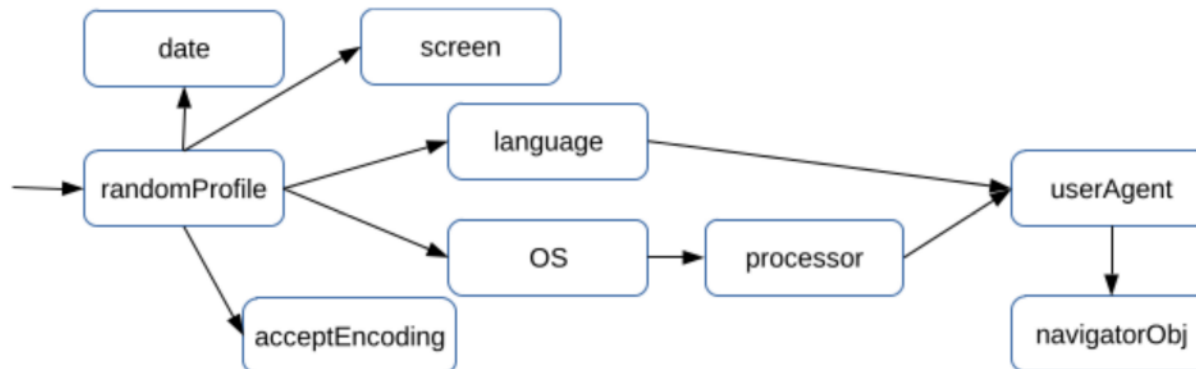 date
screen
language
randomProfile
userAgent
OS
processor
acceptEncoding
navigatorObj